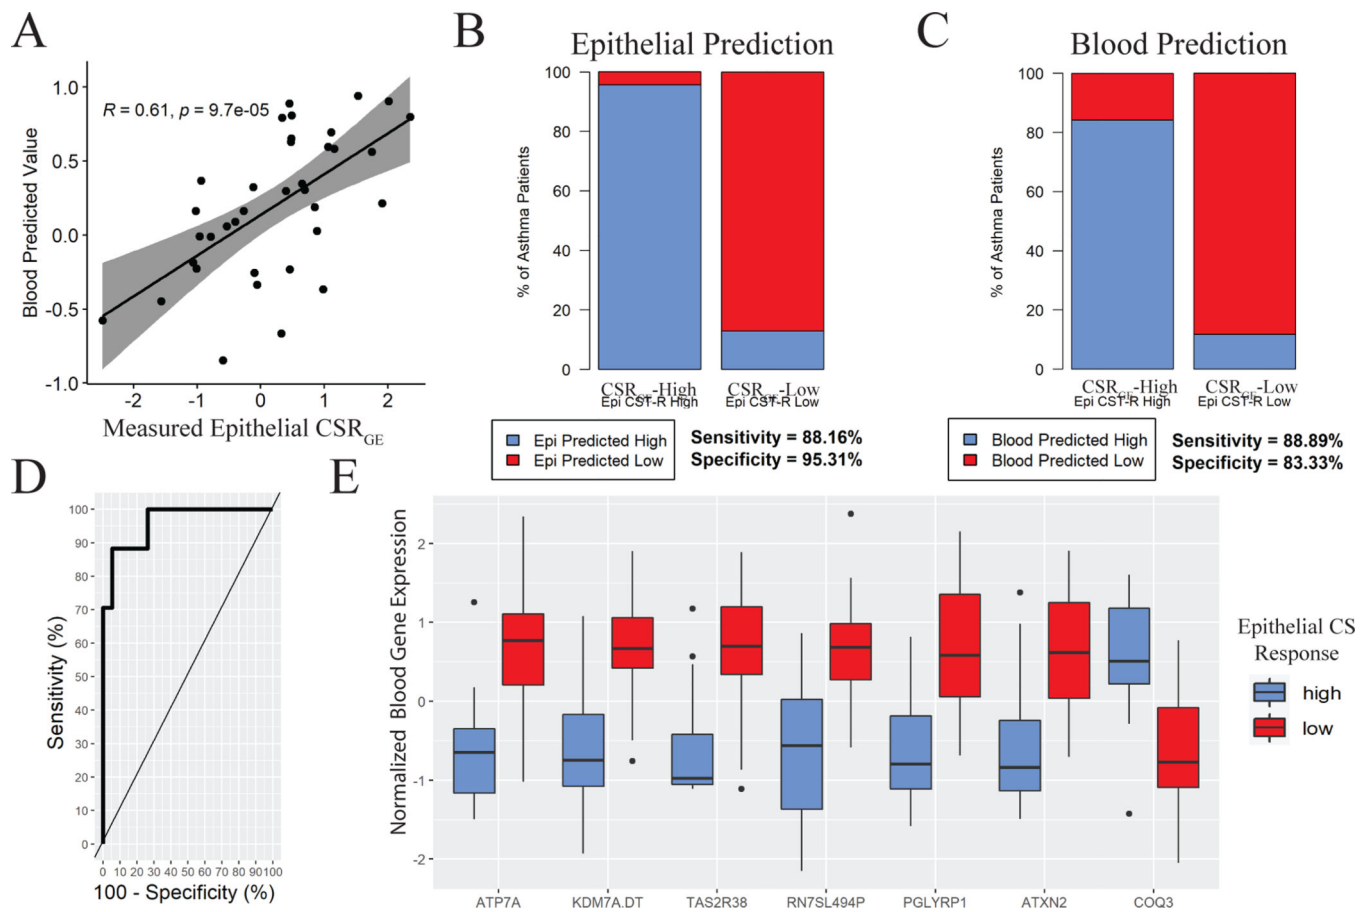 A
R = 0.61, p = 9.7e-05
Blood Predicted Value
1.0
0.5
0.0
-0.5
-1.0
-2
-1
0
1
2
Measured Epithelial CSR_GE
B
Epithelial Prediction
% of Asthma Patients
100
80
60
40
20
0
CSR_GE-High
Epi CST-R High
CSR_GE-Low
Epi CST-R Low
Epi Predicted High
Epi Predicted Low
Sensitivity = 88.16%
Specificity = 95.31%
C
Blood Prediction
% of Asthma Patients
100
80
60
40
20
0
CSR_GE-High
Epi CST-R High
CSR_GE-Low
Epi CST-R Low
Blood Predicted High
Blood Predicted Low
Sensitivity = 88.89%
Specificity = 83.33%
D
Sensitivity (%)
100
90
80
70
60
50
40
30
20
10
0
0 10 20 30 40 50 60 70 80 90 100
100 - Specificity (%)
E
Normalized Blood Gene Expression
2
1
0
-1
-2
ATP7A
KDM7A.DT
TAS2R38
RN7SL494P
PGLYRP1
ATXN2
COQ3
Epithelial CS
Response
high
low